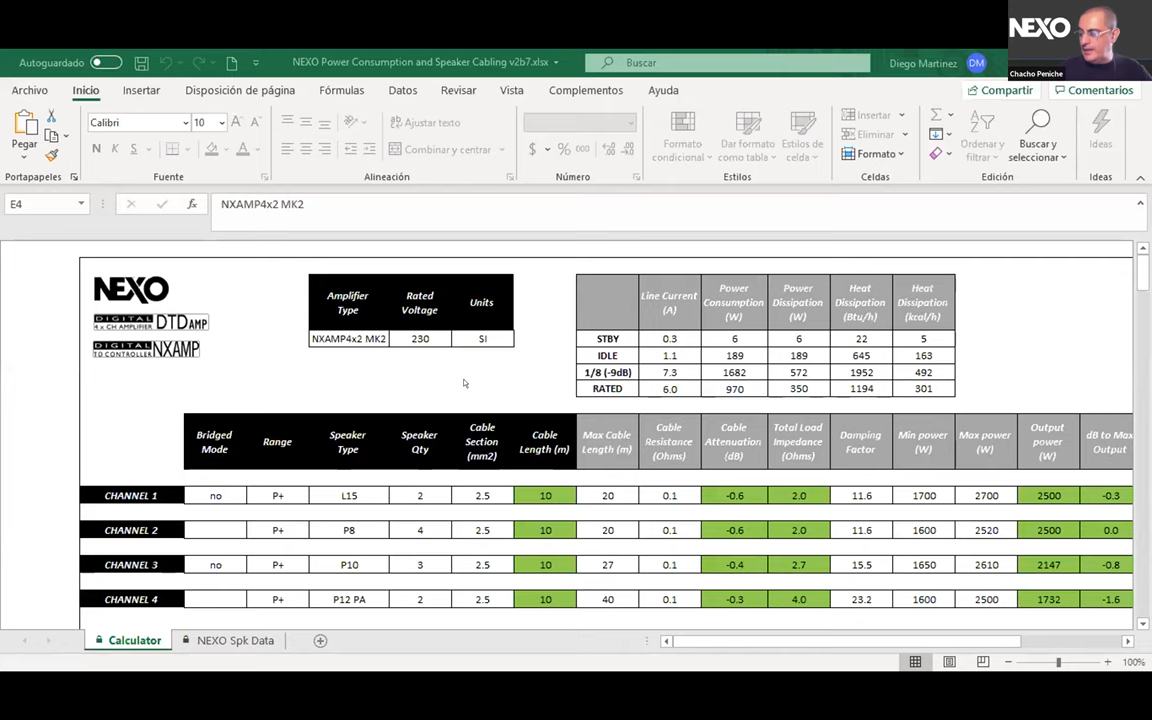 NEXO
Chacho Peniche
Autoguardado NEXO Power Consumption and Speaker Cabling v2b7.xlsx Buscar Diego Martinez DM
Archivo Inicio Insertar Disposición de página Fórmulas Datos Revisar Vista Complementos Ayuda Compartir Comentarios
Pegar Calibri 10 Ajustar texto Combinar y centrar Formato condicional Dar formato como tabla Estilos de celda Insertar Eliminar Formato Ordenar y filtrar Buscar y seleccionar Ideas
Portapapeles Fuente Alineación Número Estilos Celdas Edición Ideas
E4 fx NXAMP4x2 MK2
NEXO
DIGITAL 4 x CH AMPLIFIER DTDAMP
DIGITAL TO CONTROLLER NXAMP
Amplifier Type Rated Voltage Units
NXAMP4x2 MK2 230 SI
Line Current (A) Power Consumption (W) Power Dissipation (W) Heat Dissipation (Btu/h) Heat Dissipation (kcal/h)
STBY 0.3 6 6 22 5
IDLE 1.1 189 189 645 163
1/8 (-9dB) 7.3 1682 572 1952 492
RATED 6.0 970 350 1194 301
Bridged Mode Range Speaker Type Speaker Qty Cable Section (mm2) Cable Length (m) Max Cable Length (m) Cable Resistance (Ohms) Cable Attenuation (dB) Total Load Impedance (Ohms) Damping Factor Min power (W) Max power (W) Output power (W) dB to Max Output
CHANNEL 1 no P+ L15 2 2.5 10 20 0.1 -0.6 2.0 11.6 1700 2700 2500 -0.3
CHANNEL 2 P+ P8 4 2.5 10 20 0.1 -0.6 2.0 11.6 1600 2520 2500 0.0
CHANNEL 3 no P+ P10 3 2.5 10 27 0.1 -0.4 2.7 15.5 1650 2610 2147 -0.8
CHANNEL 4 P+ P12 PA 2 2.5 10 40 0.1 -0.3 4.0 23.2 1600 2500 1732 -1.6
Calculator NEXO Spk Data
100%